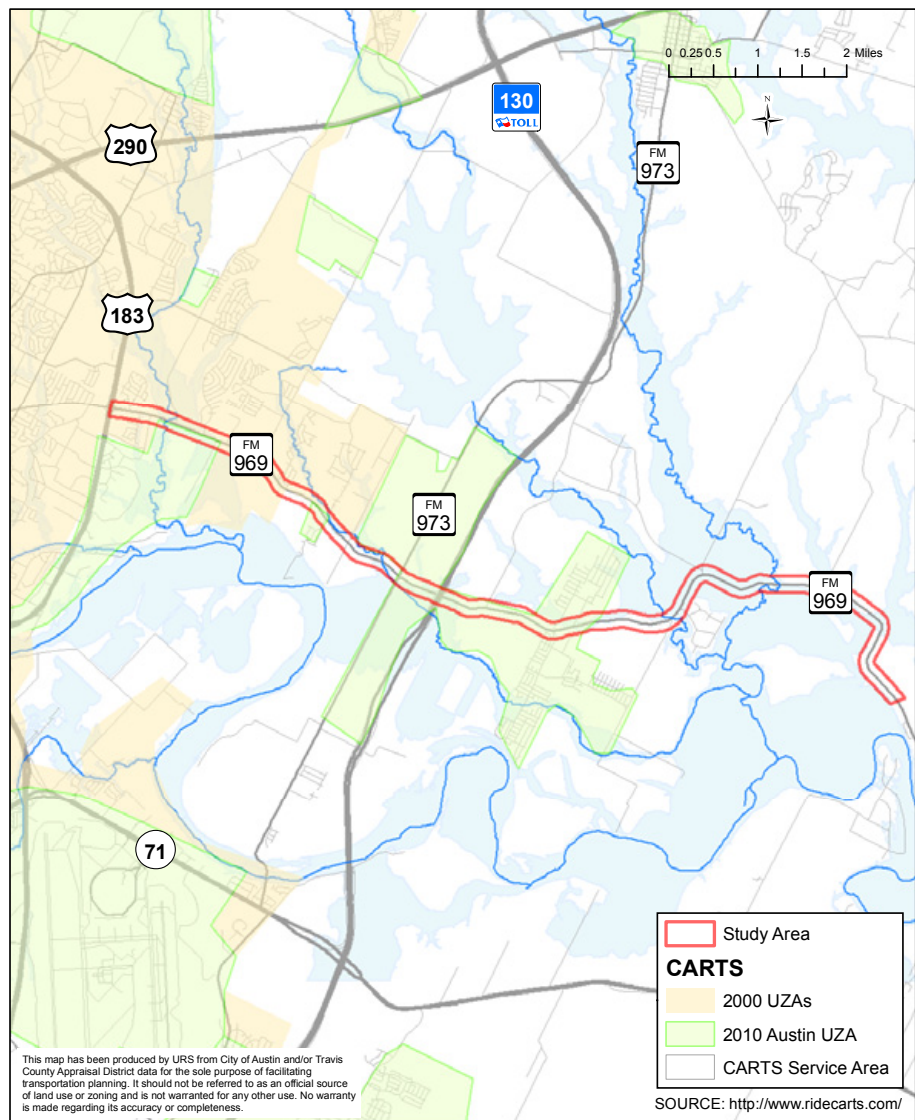 0 0.25 0.5 1 1.5 2 Miles
N
130
TOLL
290
FM
973
183
FM
969
FM
973
FM
969
71
Study Area
CARTS
2000 UZAs
2010 Austin UZA
CARTS Service Area
This map has been produced by URS from City of Austin and/or Travis
County Appraisal District data for the sole purpose of facilitating
transportation planning. It should not be referred to as an official source
of land use or zoning and is not warranted for any other use. No warranty
is made regarding its accuracy or completeness.
SOURCE: http://www.ridecarts.com/